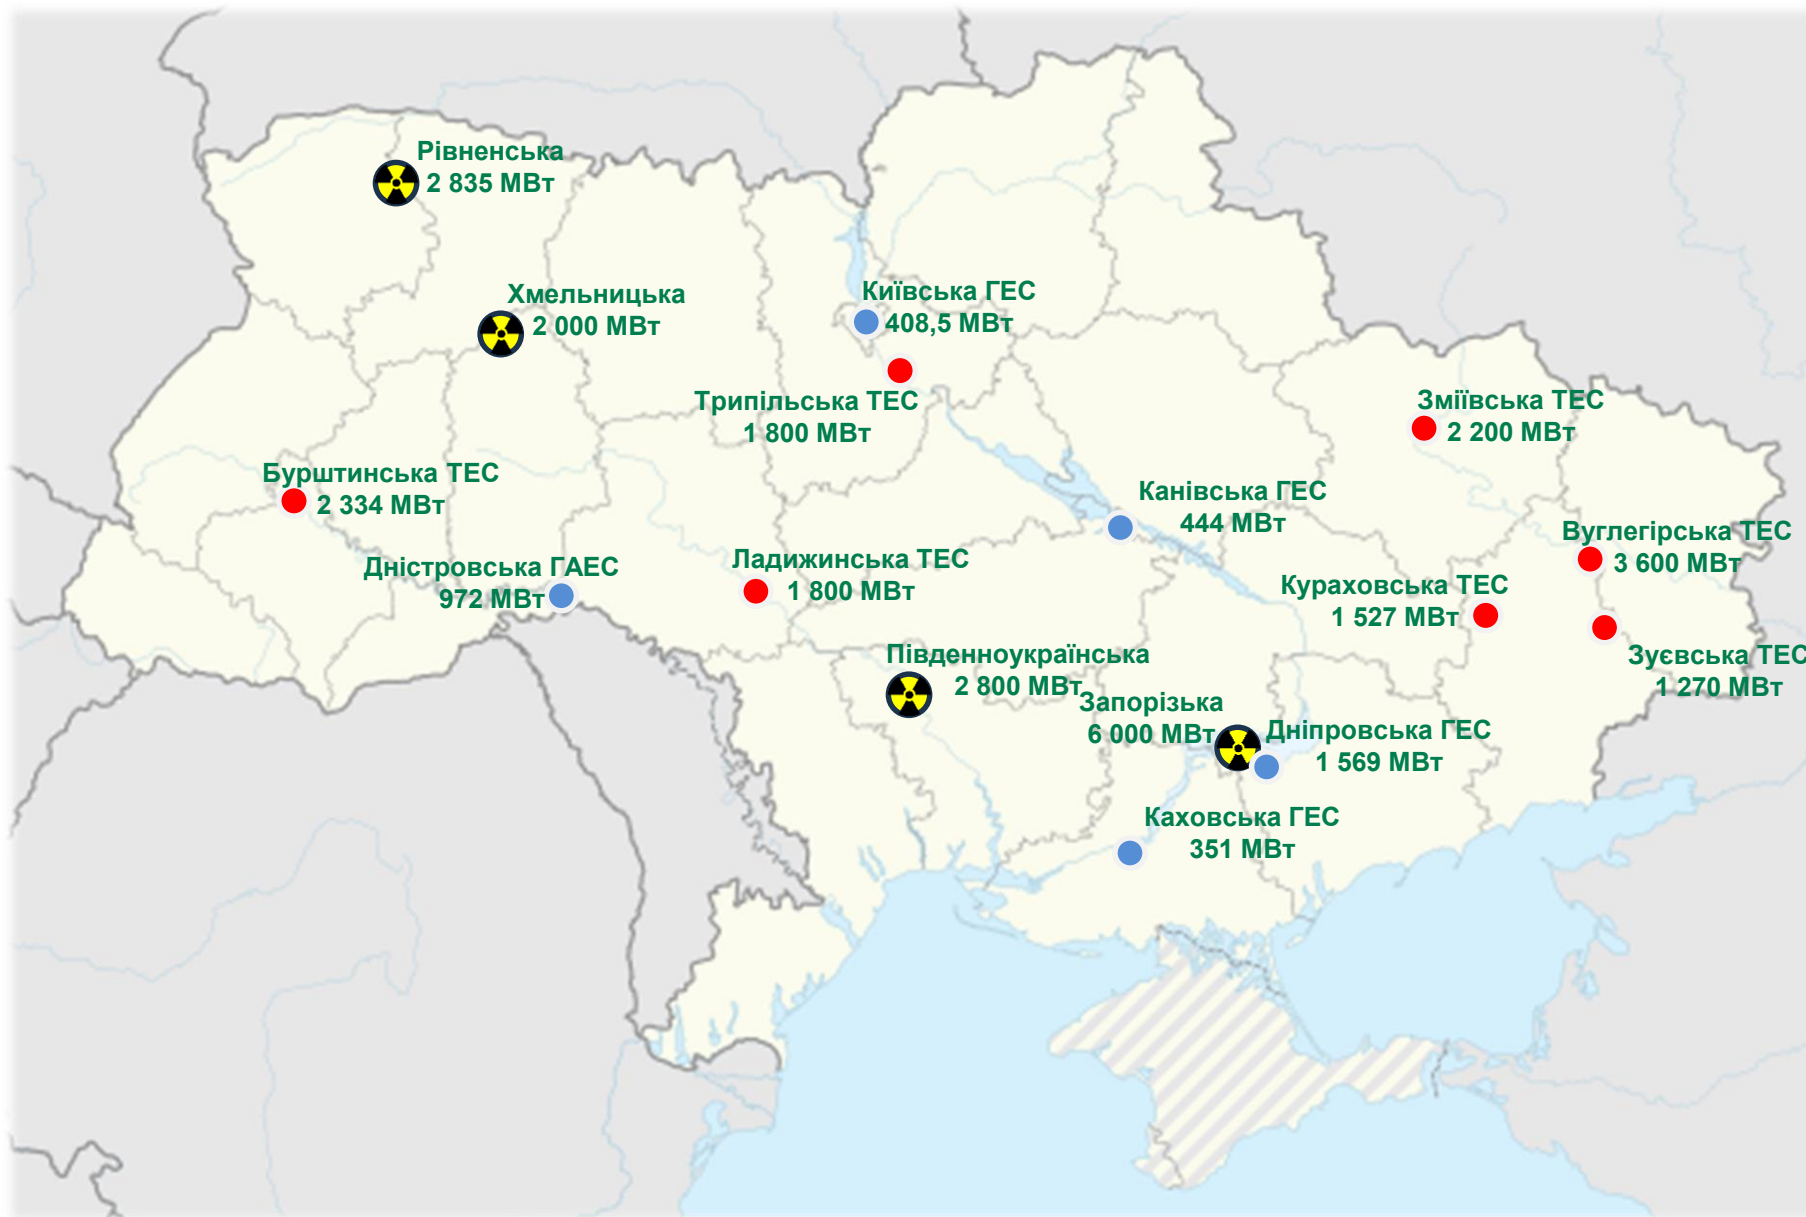 Рівненська
2 835 МВт
Хмельницька
2 000 МВт
Київська ГЕС
408,5 МВт
Трипільська ТЕС
1 800 МВт
Зміївська ТЕС
2 200 МВт
Бурштинська ТЕС
2 334 МВт
Канівська ГЕС
444 МВт
Вуглегірська ТЕС
3 600 МВт
Дністровська ГАЕС
972 МВт
Ладижинська ТЕС
1 800 МВт
Кураховська ТЕС
1 527 МВт
Зуєвська ТЕС
1 270 МВт
Південноукраїнська
2 800 МВт
Запорізька
6 000 МВт
Дніпровська ГЕС
1 569 МВт
Каховська ГЕС
351 МВт